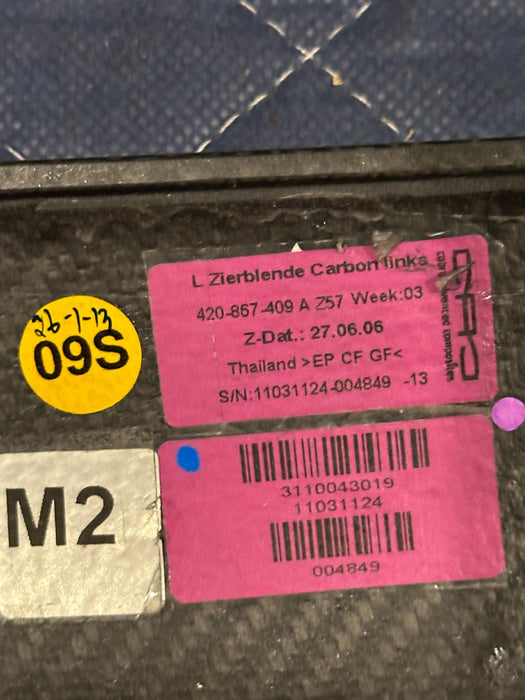 L Zierblende Carbon links
420-867-409 A Z57 Week:03
Z-Dat.: 27.06.06
Thailand >EP CF GF<
S/N:11031124-004849 -13
composites
26-1-13
09S
M2
3110043019
11031124
004849